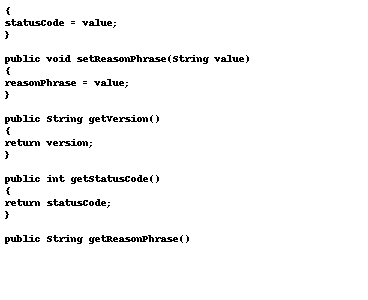 {
statusCode = value;
}
public void setReasonPhrase(String value)
{
reasonPhrase = value;
}
public String getVersion()
{
return version;
}
public int getStatusCode()
{
return statusCode;
}
public String getReasonPhrase()